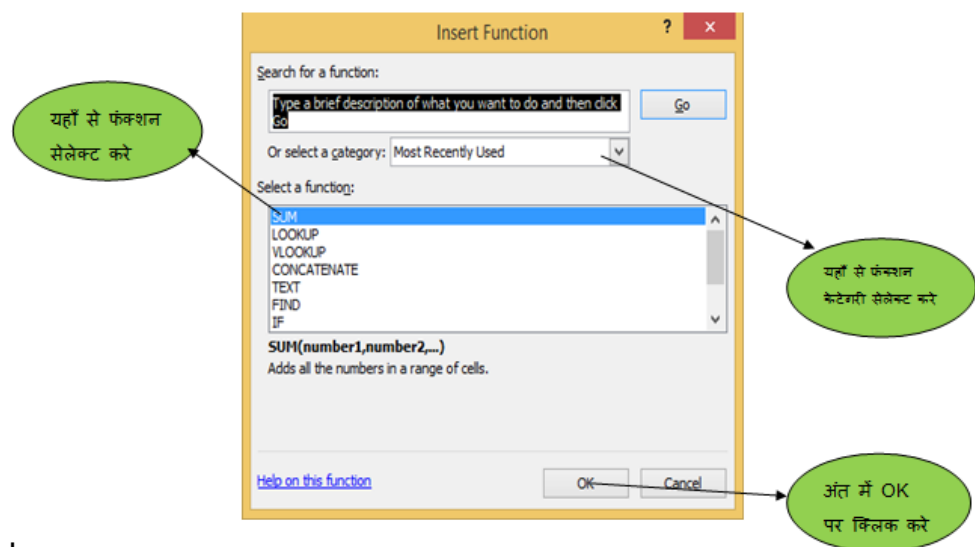 Insert Function
? x
Search for a function:
Type a brief description of what you want to do and then click
Go
Go
Or select a category: Most Recently Used
Select a function:
SUM
LOOKUP
VLOOKUP
CONCATENATE
TEXT
FIND
IF
SUM(number1,number2,...)
Adds all the numbers in a range of cells.
Help on this function
OK
Cancel
यहाँ से फंक्शन
सेलेक्ट करे
यहाँ से फंक्शन
केटेगरी सेलेक्ट करे
अंत में OK
पर क्लिक करे